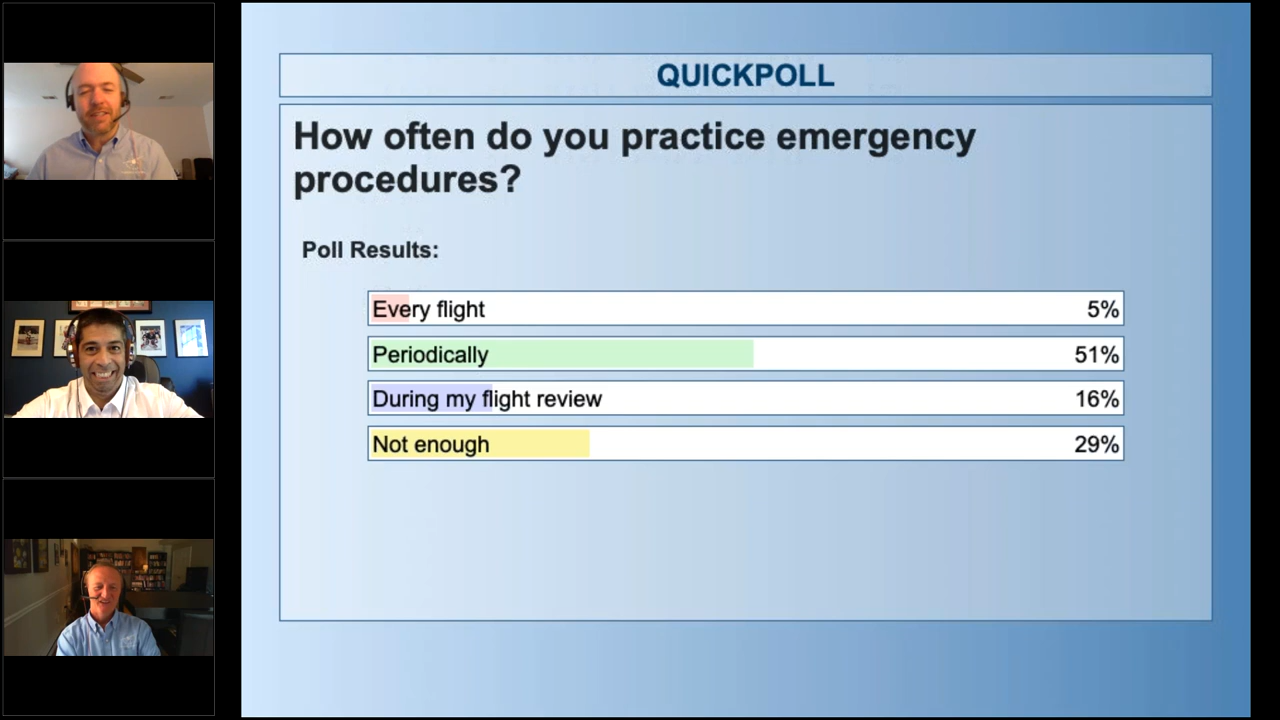 QUICKPOLL
How often do you practice emergency
procedures?
Poll Results:
Every flight 5%
Periodically 51%
During my flight review 16%
Not enough 29%